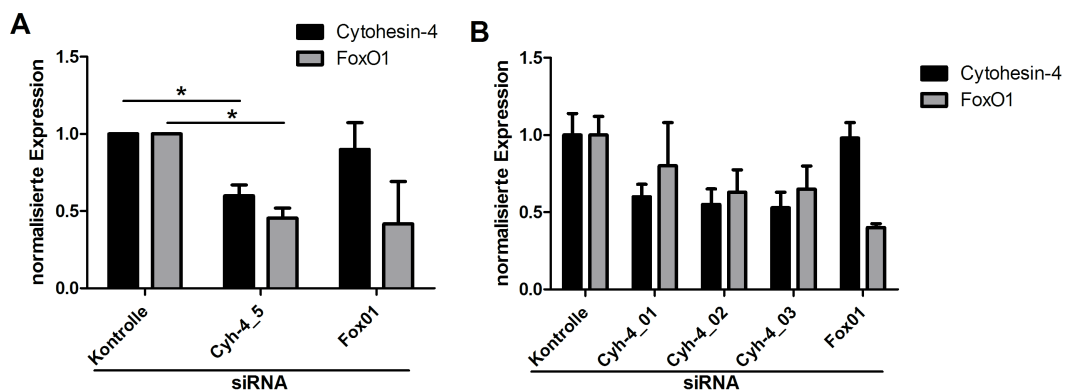 A
Cytohesin-4
FoxO1
normalisierte Expression
1.5
1.0
0.5
0.0
*
*
Kontrolle
Cyh-4_5
Fox01
siRNA
B
Cytohesin-4
FoxO1
normalisierte Expression
1.5
1.0
0.5
0.0
Kontrolle
Cyh-4_01
Cyh-4_02
Cyh-4_03
Fox01
siRNA